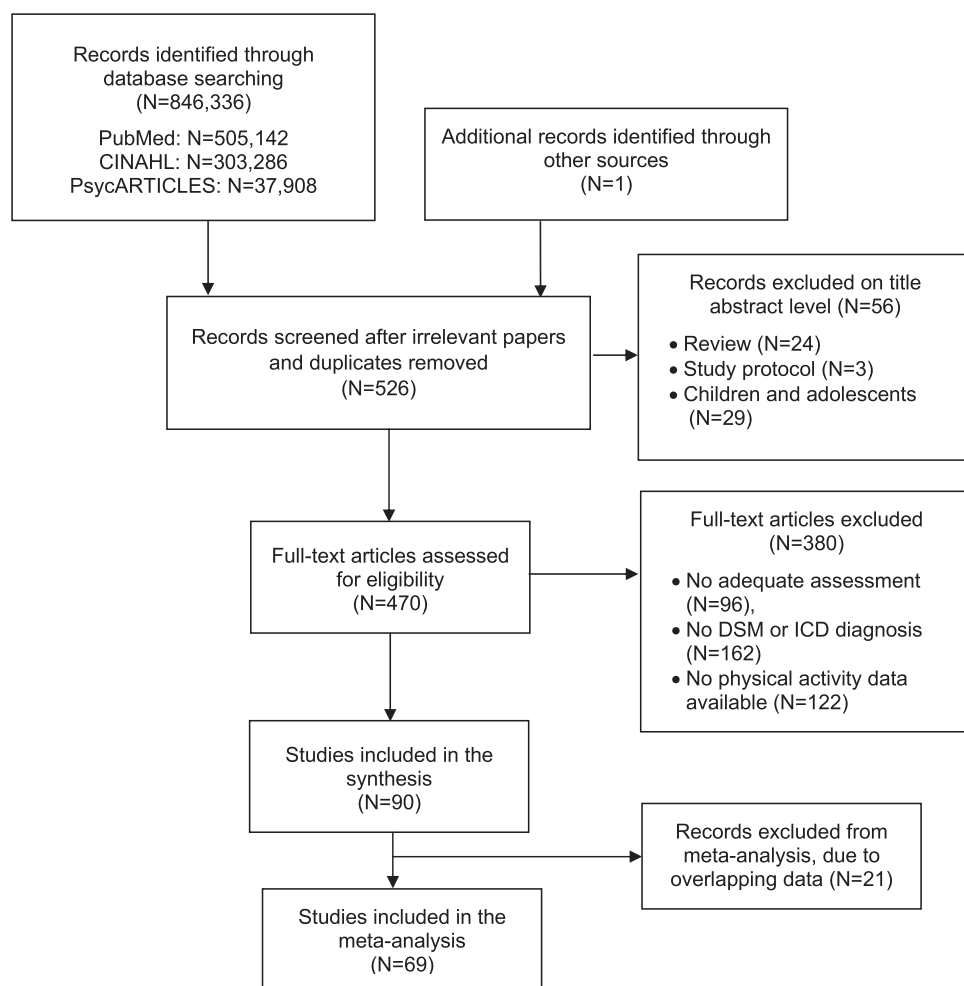 Records identified through
database searching
(N=846,336)
PubMed: N=505,142
CINAHL: N=303,286
PsycARTICLES: N=37,908
Additional records identified through
other sources
(N=1)
Records screened after irrelevant papers
and duplicates removed
(N=526)
Records excluded on title
abstract level (N=56)
• Review (N=24)
• Study protocol (N=3)
• Children and adolescents
(N=29)
Full-text articles assessed
for eligibility
(N=470)
Full-text articles excluded
(N=380)
• No adequate assessment
(N=96),
• No DSM or ICD diagnosis
(N=162)
• No physical activity data
available (N=122)
Studies included in the
synthesis
(N=90)
Records excluded from
meta-analysis, due to
overlapping data (N=21)
Studies included in the
meta-analysis
(N=69)